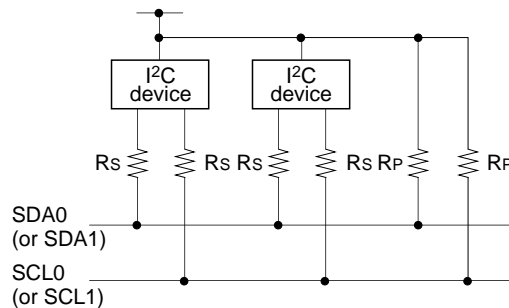 I²C
device
I²C
device
RS RS RS RS RP RP
SDA0
(or SDA1)
SCL0
(or SCL1)